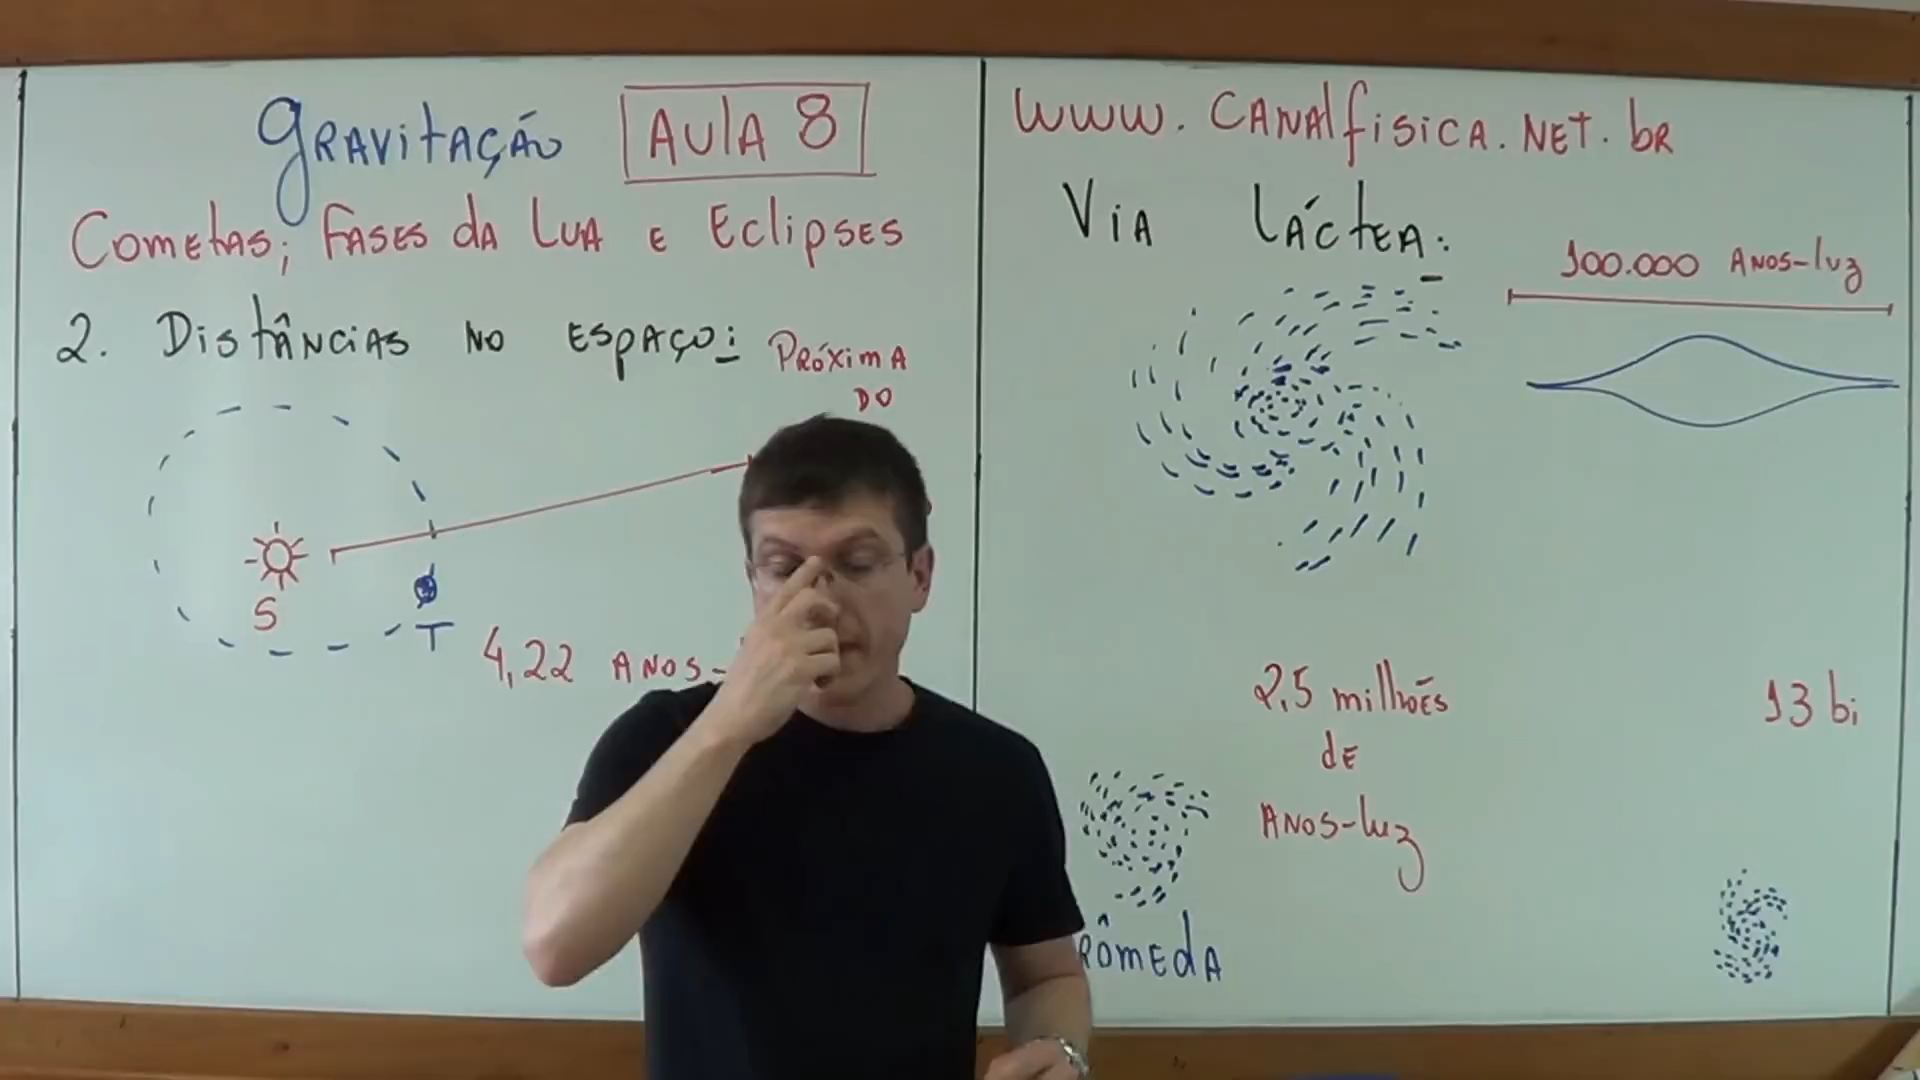 Gravitação Aula 8
Cometas; Fases da Lua e Eclipses
2. Distâncias no espaço:
Próxima
do
S
T
4,22 anos-
www.canalfisica.net.br
Via Láctea:
100.000 anos-luz
2,5 milhões
de
anos-luz
13 bi
rômeda